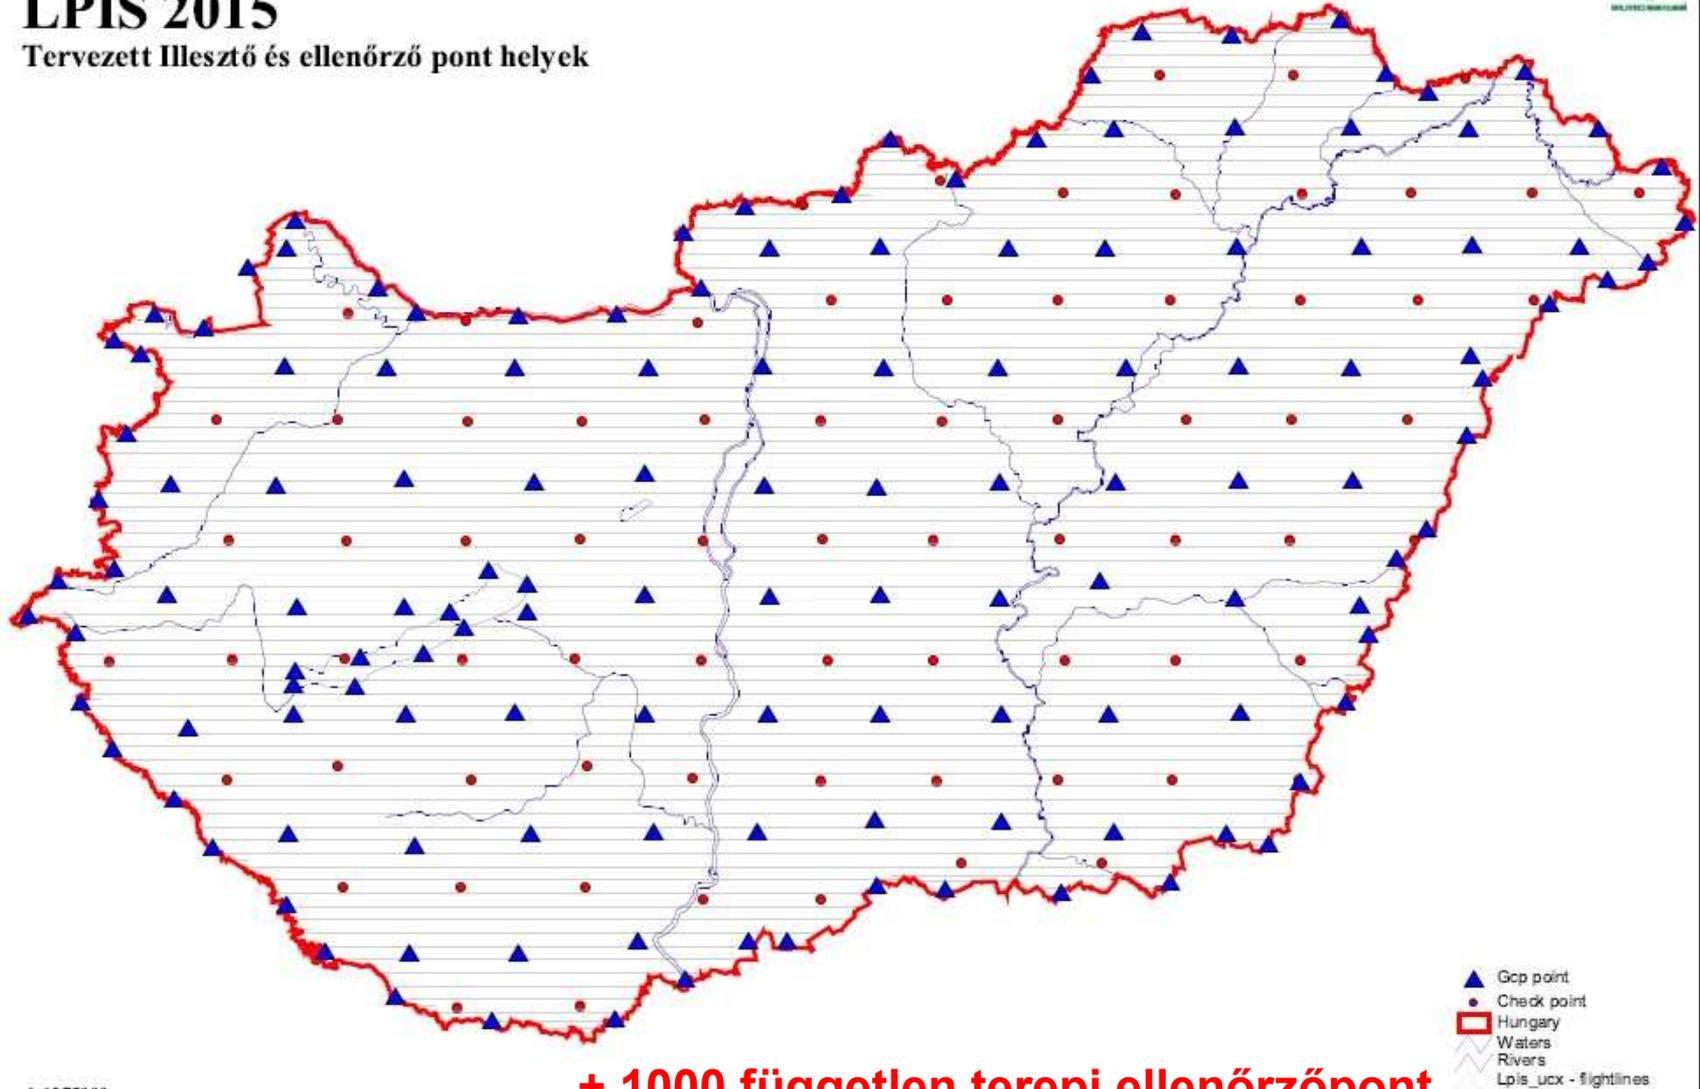 LPIS 2015
Tervezett Illesztő és ellenőrző pont helyek
Gcp point
Check point
Hungary
Waters
Rivers
Lpis_ucx - flightlines
+ 1000 független terepi ellenőrzőpont